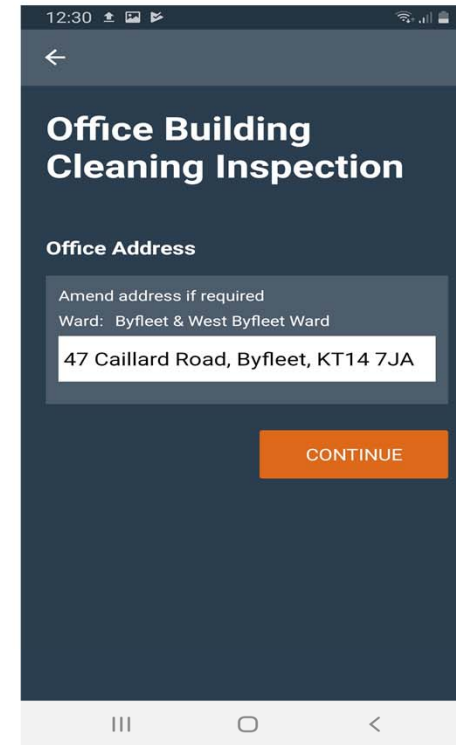 12:30
Office Building
Cleaning Inspection
Office Address
Amend address if required
Ward: Byfleet & West Byfleet Ward
47 Caillard Road, Byfleet, KT14 7JA
CONTINUE